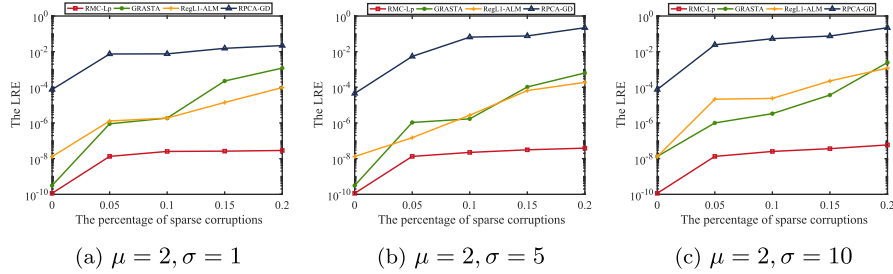 RMC-Lp GRASTA RegL1-ALM RPCA-GD
10^0
10^-2
10^-4
10^-6
10^-8
10^-10
The LRE
0 0.05 0.1 0.15 0.2
The percentage of sparse corruptions
(a) μ = 2, σ = 1
RMC-Lp GRASTA RegL1-ALM RPCA-GD
10^0
10^-2
10^-4
10^-6
10^-8
10^-10
The LRE
0 0.05 0.1 0.15 0.2
The percentage of sparse corruptions
(b) μ = 2, σ = 5
RMC-Lp GRASTA RegL1-ALM RPCA-GD
10^0
10^-2
10^-4
10^-6
10^-8
10^-10
The LRE
0 0.05 0.1 0.15 0.2
The percentage of sparse corruptions
(c) μ = 2, σ = 10